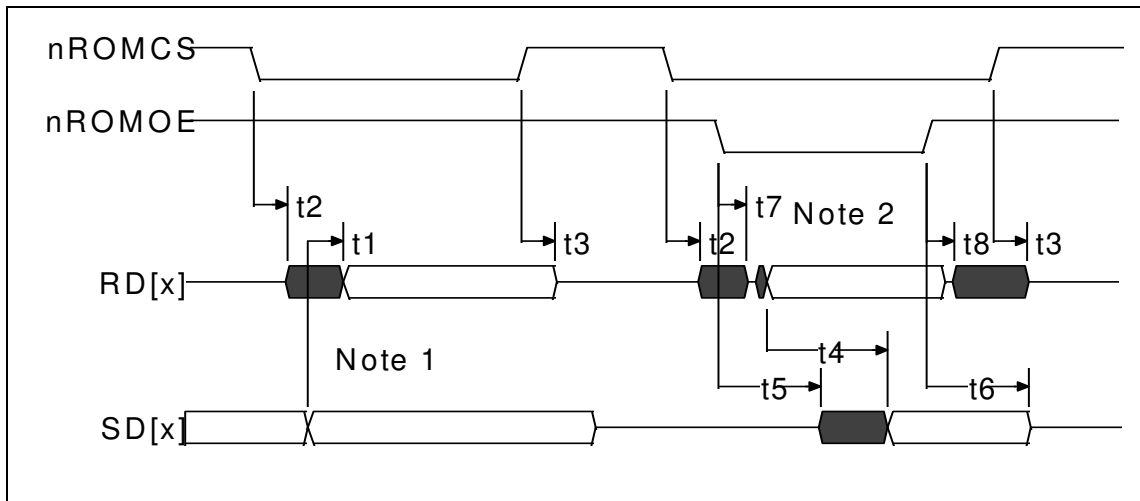 nROMCS
nROMOE
t2 t7 Note 2
t1 t3 t2 t8 t3
RD[x]
Note 1 t4
t5 t6
SD[x]